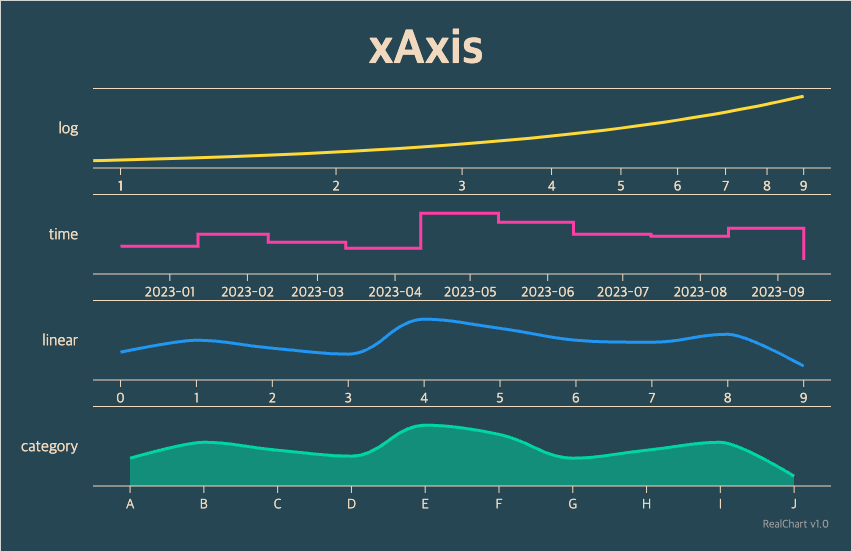 xAxis
log
1 2 3 4 5 6 7 8 9
time
2023-01 2023-02 2023-03 2023-04 2023-05 2023-06 2023-07 2023-08 2023-09
linear
0 1 2 3 4 5 6 7 8 9
category
A B C D E F G H I J
RealChart v1.0